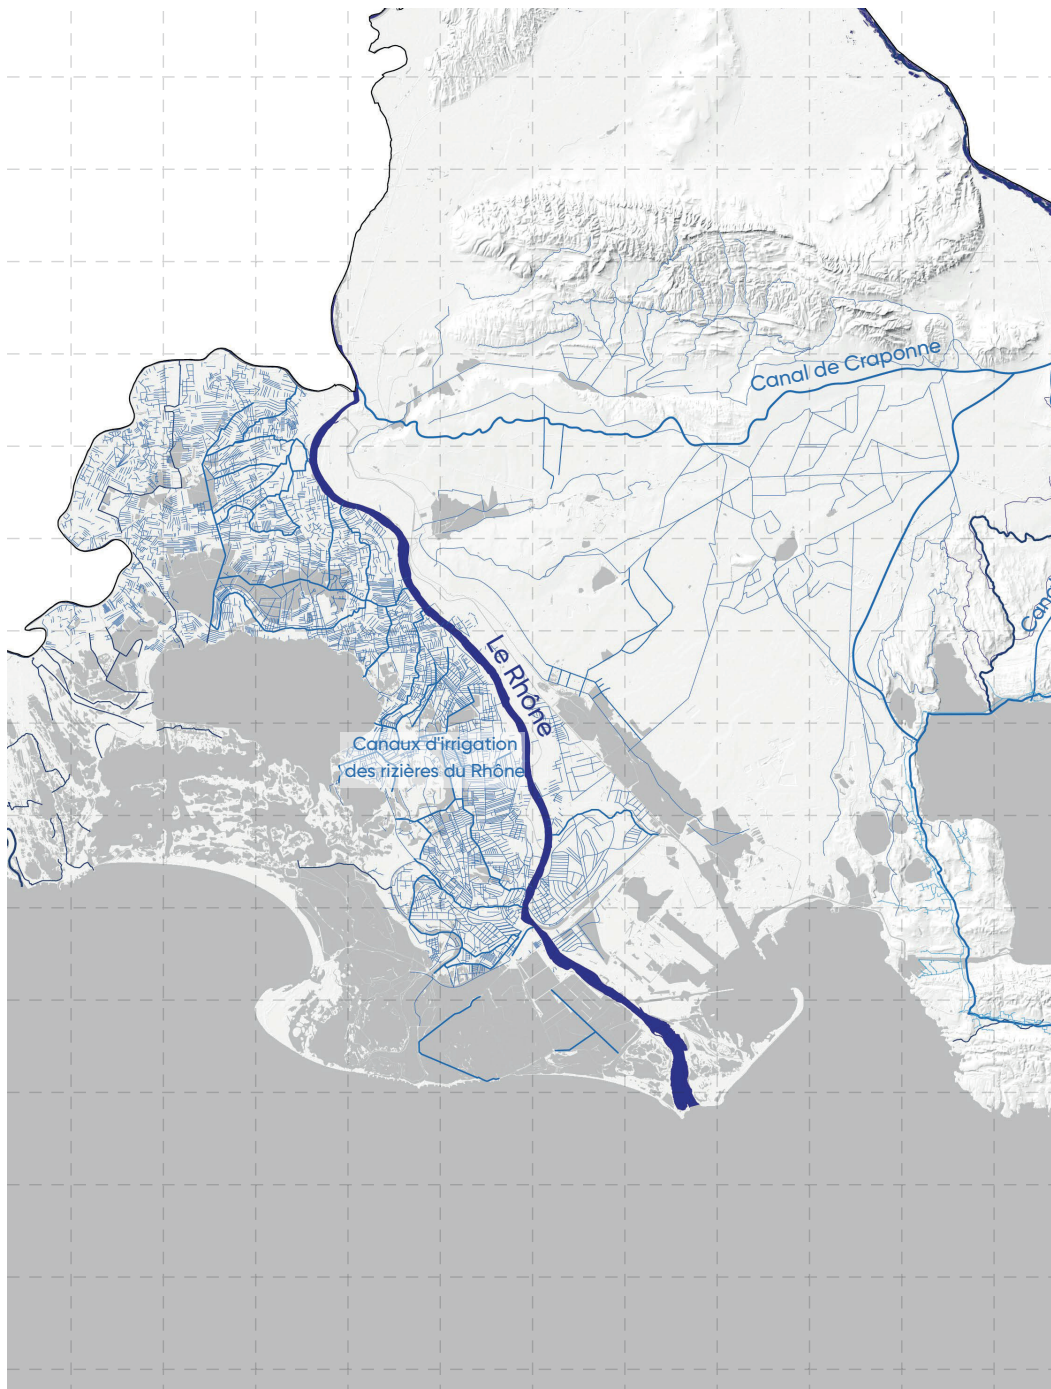 Canal de Craponne
Le Rhône
Canaux d'irrigation
des rizières du Rhône